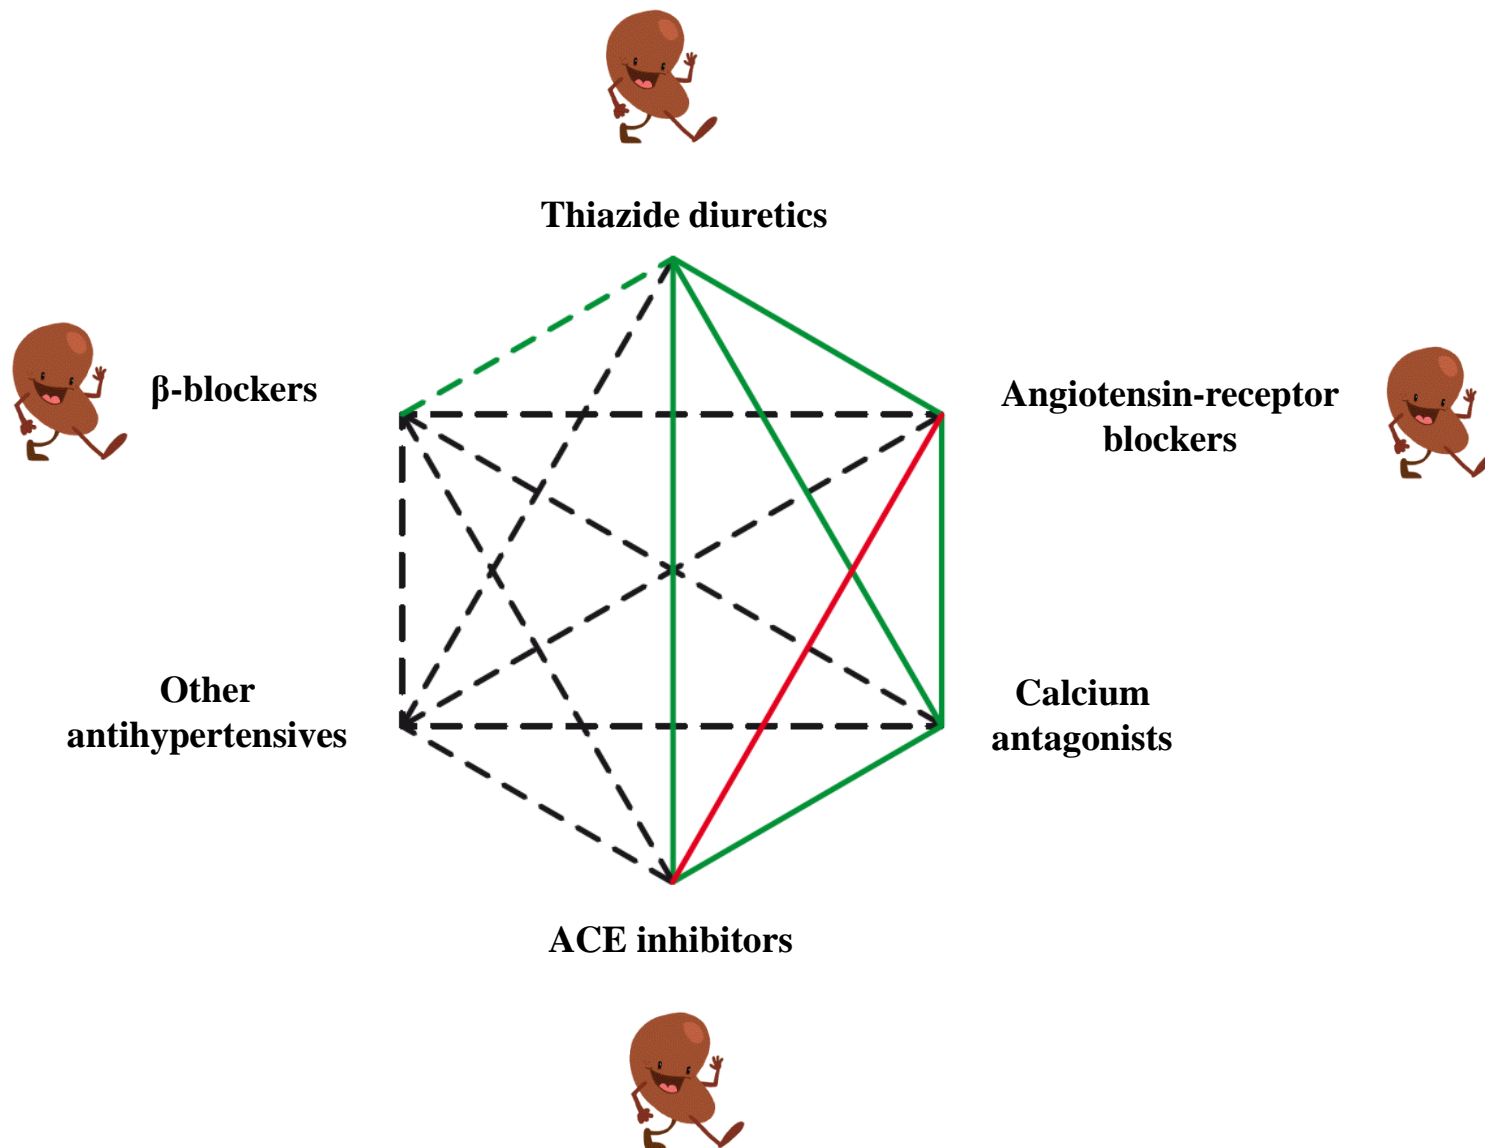 Thiazide diuretics
β-blockers
Angiotensin-receptor
blockers
Other
antihypertensives
Calcium
antagonists
ACE inhibitors